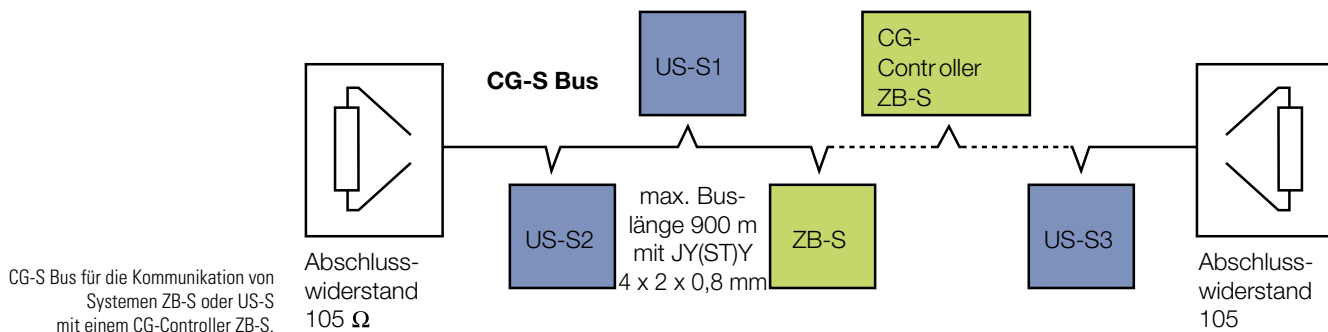 CG-S Bus
US-S1
CG-
Controller
ZB-S
US-S2
max. Bus-
länge 900 m
mit JY(ST)Y
4 x 2 x 0,8 mm
ZB-S
US-S3
Abschluss-
widerstand
105 Ω
Abschluss-
widerstand
105
CG-S Bus für die Kommunikation von
Systemen ZB-S oder US-S
mit einem CG-Controller ZB-S.